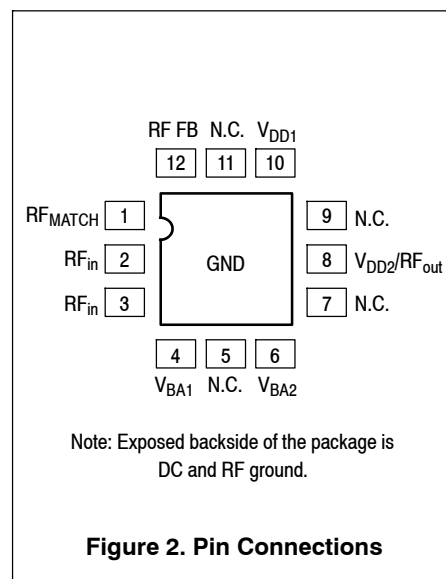 RF FB N.C. VDD1
12 11 10
RFMATCH 1 9 N.C.
RFin 2 GND 8 VDD2/RFout
RFin 3 7 N.C.
4 5 6
VBA1 N.C. VBA2
Note: Exposed backside of the package is
DC and RF ground.
Figure 2. Pin Connections